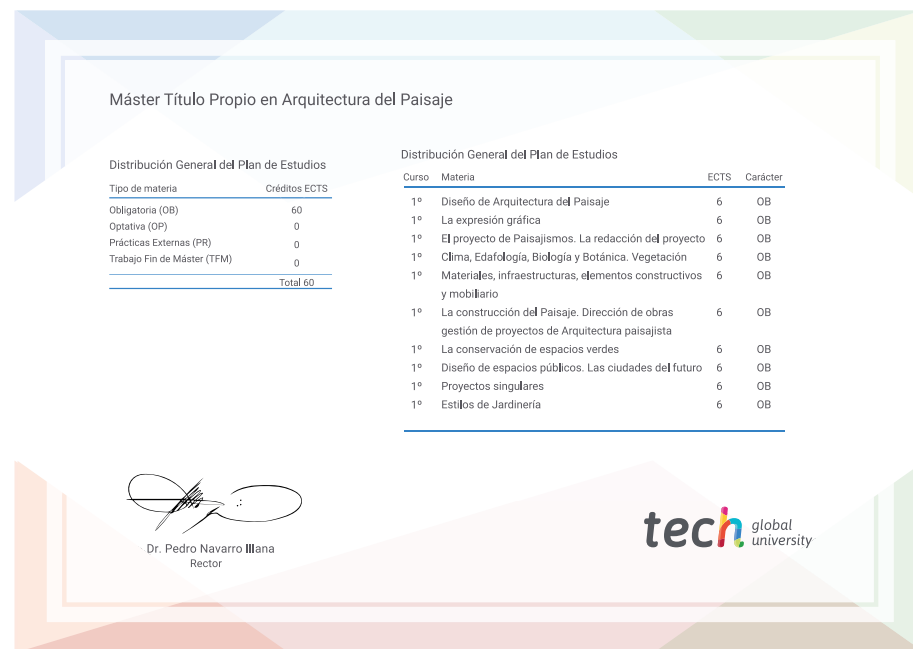 Máster Título Propio en Arquitectura del Paisaje
Distribución General del Plan de Estudios
Tipo de materia Créditos ECTS
Obligatoria (OB) 60
Optativa (OP) 0
Prácticas Externas (PR) 0
Trabajo Fin de Máster (TFM) 0
Total 60
Distribución General del Plan de Estudios
Curso Materia ECTS Carácter
1º Diseño de Arquitectura del Paisaje 6 OB
1º La expresión gráfica 6 OB
1º El proyecto de Paisajismos. La redacción del proyecto 6 OB
1º Clima, Edafología, Biología y Botánica. Vegetación 6 OB
1º Materiales, infraestructuras, elementos constructivos 6 OB
y mobiliario
1º La construcción del Paisaje. Dirección de obras 6 OB
gestión de proyectos de Arquitectura paisajista
1º La conservación de espacios verdes 6 OB
1º Diseño de espacios públicos. Las ciudades del futuro 6 OB
1º Proyectos singulares 6 OB
1º Estilos de Jardinería 6 OB
Dr. Pedro Navarro Illana
Rector
tech global
university